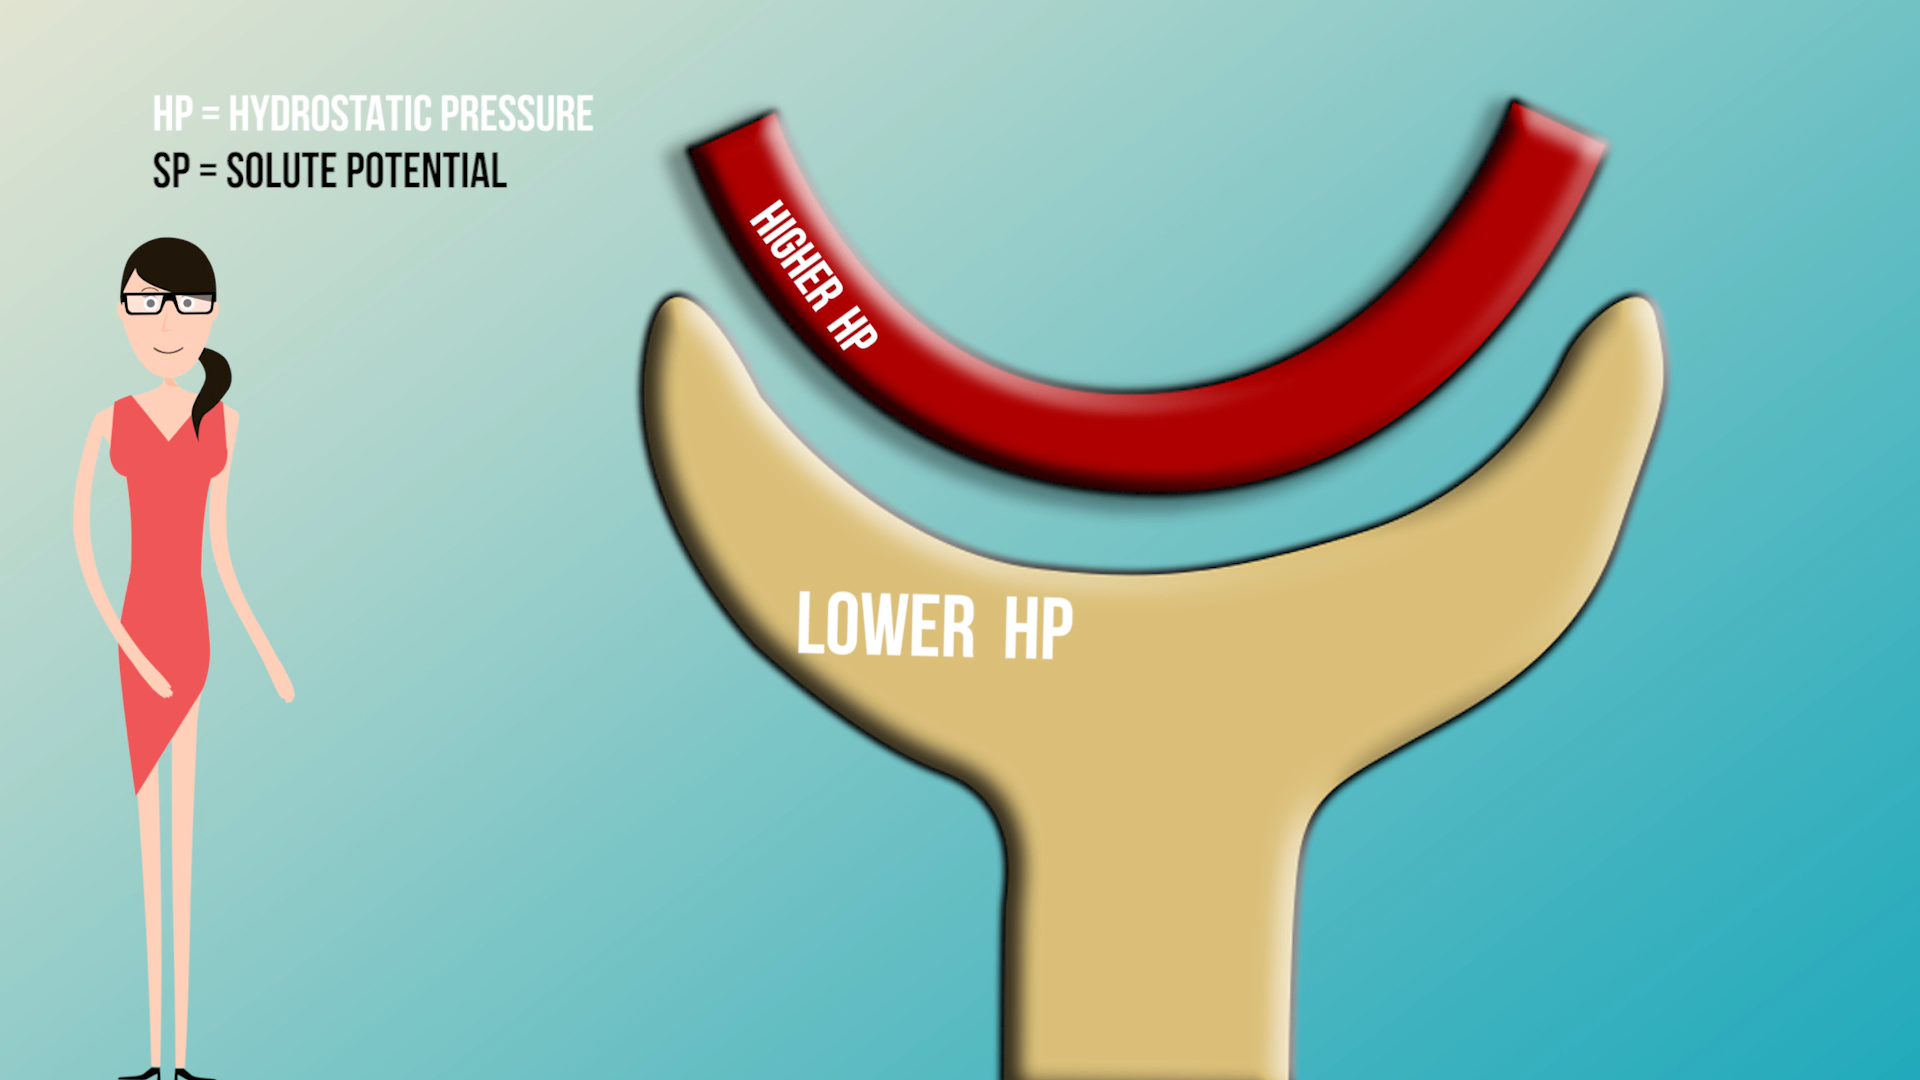 HP = HYDROSTATIC PRESSURE
SP = SOLUTE POTENTIAL
HIGHER HP
LOWER HP